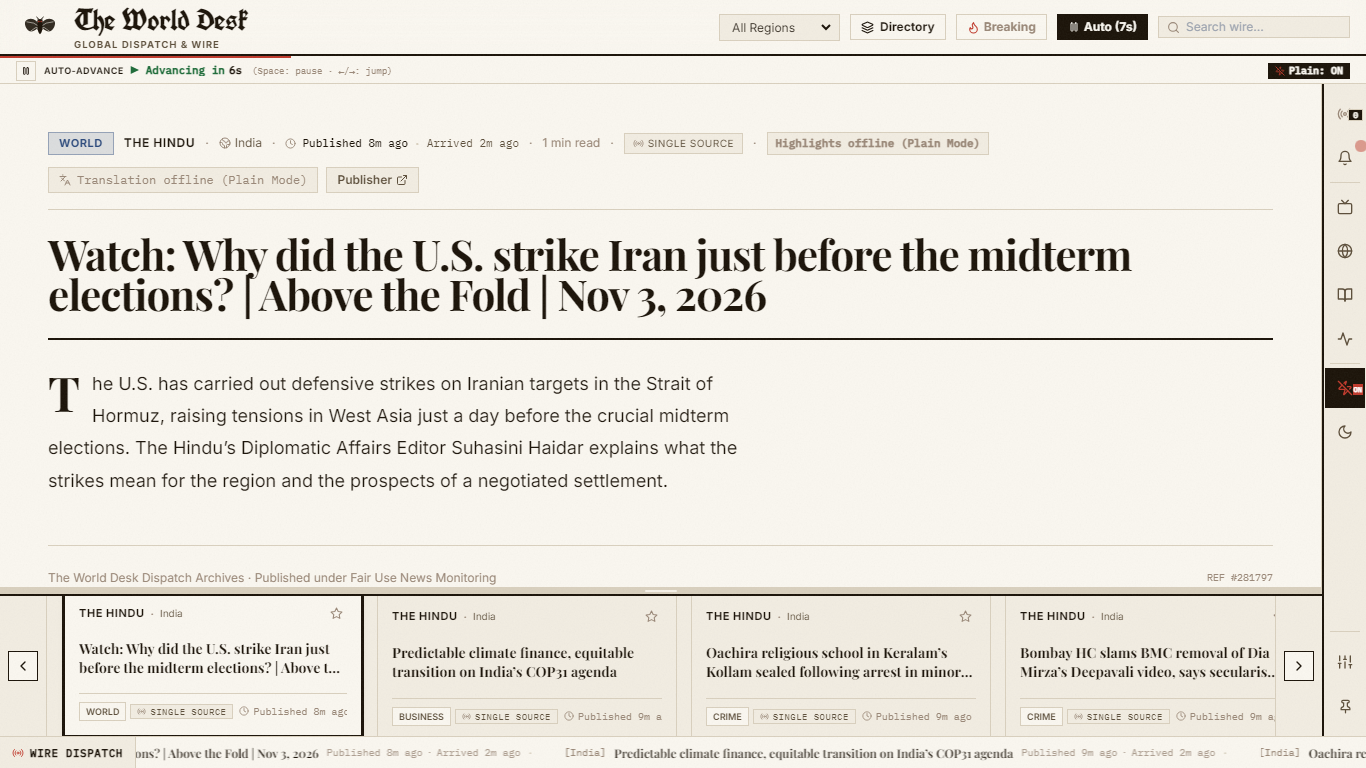 The World Desk
GLOBAL DISPATCH & WIRE
All Regions
Directory
Breaking
Auto (7s)
Search wire...
AUTO-ADVANCE ▶ Advancing in 6s (Space: pause · ←/→: jump)
Plain: ON
WORLD THE HINDU · India · Published 8m ago · Arrived 2m ago · 1 min read · SINGLE SOURCE · Highlights offline (Plain Mode)
Translation offline (Plain Mode) Publisher
Watch: Why did the U.S. strike Iran just before the midterm
elections? | Above the Fold | Nov 3, 2026
The U.S. has carried out defensive strikes on Iranian targets in the Strait of
Hormuz, raising tensions in West Asia just a day before the crucial midterm
elections. The Hindu’s Diplomatic Affairs Editor Suhasini Haidar explains what the
strikes mean for the region and the prospects of a negotiated settlement.
The World Desk Dispatch Archives · Published under Fair Use News Monitoring
REF #281797
0
ON
THE HINDU · India
Watch: Why did the U.S. strike Iran just
before the midterm elections? | Above t...
WORLD SINGLE SOURCE Published 8m ago
THE HINDU · India
Predictable climate finance, equitable
transition on India’s COP31 agenda
BUSINESS SINGLE SOURCE Published 9m a
THE HINDU · India
Oachira religious school in Keralam’s
Kollam sealed following arrest in minor...
CRIME SINGLE SOURCE Published 9m ago
THE HINDU · India
Bombay HC slams BMC removal of Dia
Mirza’s Deepavali video, says secularis..
CRIME SINGLE SOURCE Published 9m a
WIRE DISPATCH
ons? | Above the Fold | Nov 3, 2026 Published 8m ago · Arrived 2m ago · [India] Predictable climate finance, equitable transition on India’s COP31 agenda Published 9m ago · Arrived 2m ago · [India] Oachira re